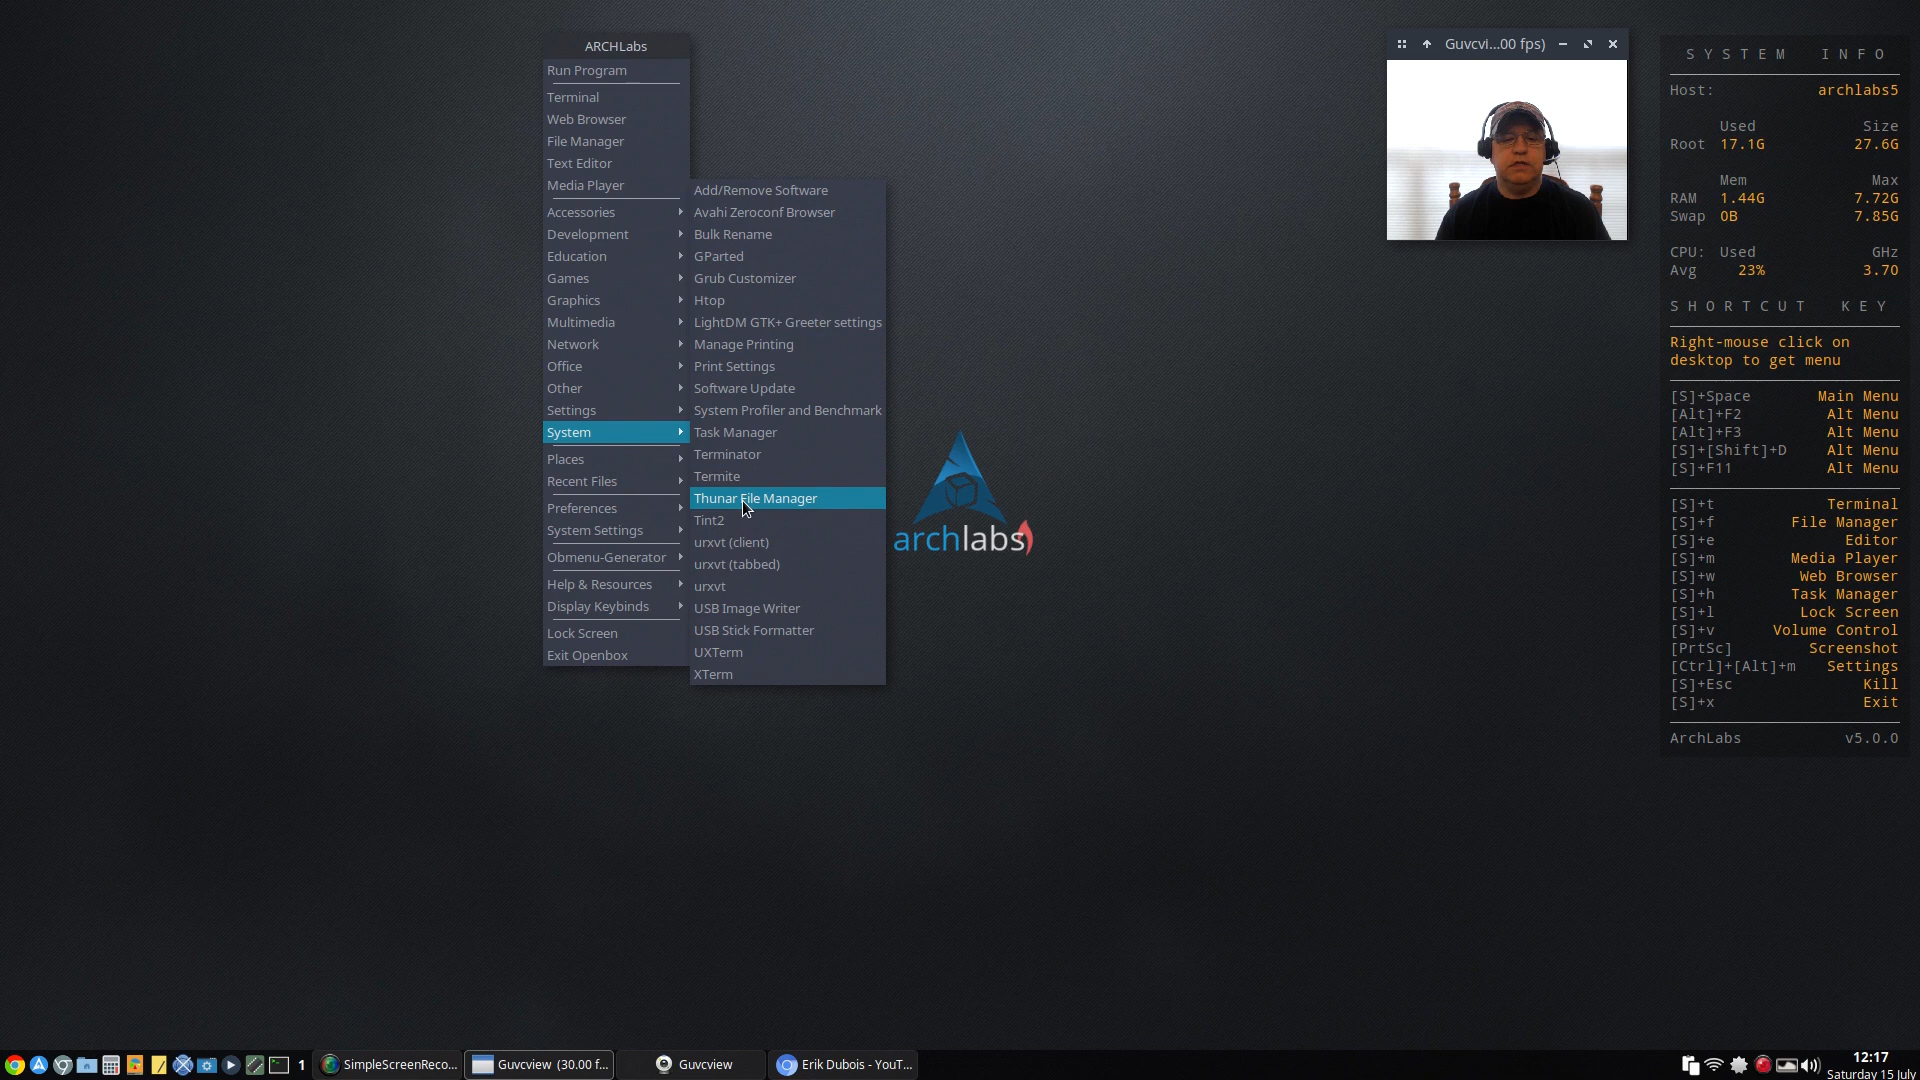 ARCHLabs
Run Program
Terminal
Web Browser
File Manager
Text Editor
Media Player
Accessories
Development
Education
Games
Graphics
Multimedia
Network
Office
Other
Settings
System
Places
Recent Files
Preferences
System Settings
Obmenu-Generator
Help & Resources
Display Keybinds
Lock Screen
Exit Openbox
Add/Remove Software
Avahi Zeroconf Browser
Bulk Rename
GParted
Grub Customizer
Htop
LightDM GTK+ Greeter settings
Manage Printing
Print Settings
Software Update
System Profiler and Benchmark
Task Manager
Terminator
Termite
Thunar File Manager
Tint2
urxvt (client)
urxvt (tabbed)
urxvt
USB Image Writer
USB Stick Formatter
UXTerm
XTerm
archlabs
Guvcvi...00 fps)
SYSTEM INFO
Host: archlabs5
Used Size
Root 17.1G 27.6G
Mem Max
RAM 1.44G 7.72G
Swap 0B 7.85G
CPU: Used GHz
Avg 23% 3.70
SHORTCUT KEY
Right-mouse click on
desktop to get menu
[S]+Space Main Menu
[Alt]+F2 Alt Menu
[Alt]+F3 Alt Menu
[S]+[Shift]+D Alt Menu
[S]+F11 Alt Menu
[S]+t Terminal
[S]+f File Manager
[S]+e Editor
[S]+m Media Player
[S]+w Web Browser
[S]+h Task Manager
[S]+l Lock Screen
[S]+v Volume Control
[PrtSc] Screenshot
[Ctrl]+[Alt]+m Settings
[S]+Esc Kill
[S]+x Exit
ArchLabs v5.0.0
1
SimpleScreenReco...
Guvcview (30.00 f...
Guvcview
Erik Dubois - YouT...
12:17
Saturday 15 July